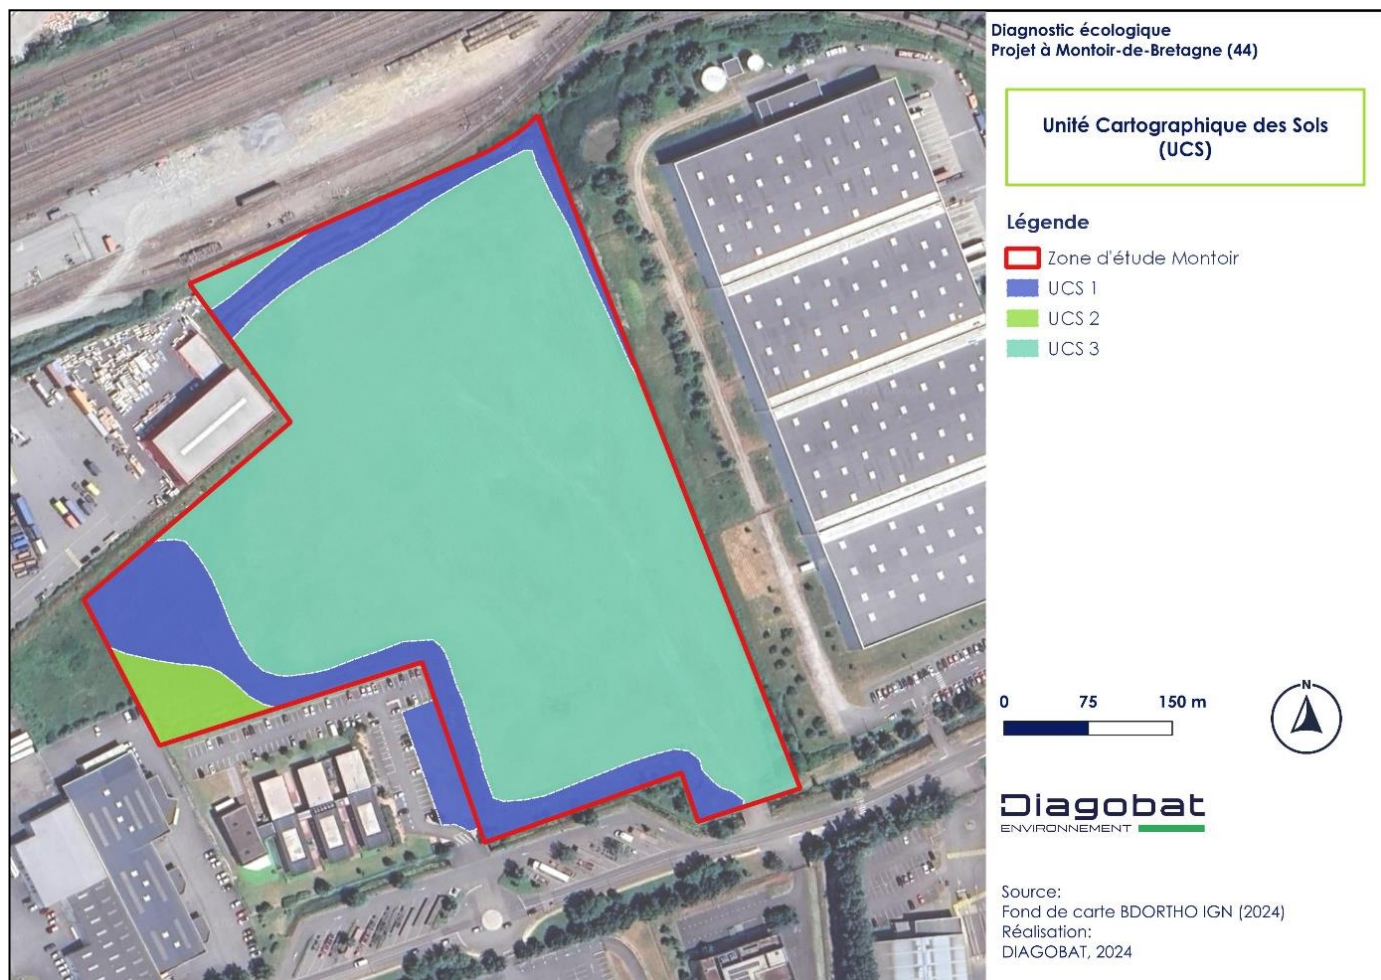 Diagnostic écologique
Projet à Montoir-de-Bretagne (44)
Unité Cartographique des Sols
(UCS)
Légende
Zone d'étude Montoir
UCS 1
UCS 2
UCS 3
0 75 150 m
N
Diagobat
ENVIRONNEMENT
Source:
Fond de carte BDORTHO IGN (2024)
Réalisation:
DIAGOBAT, 2024